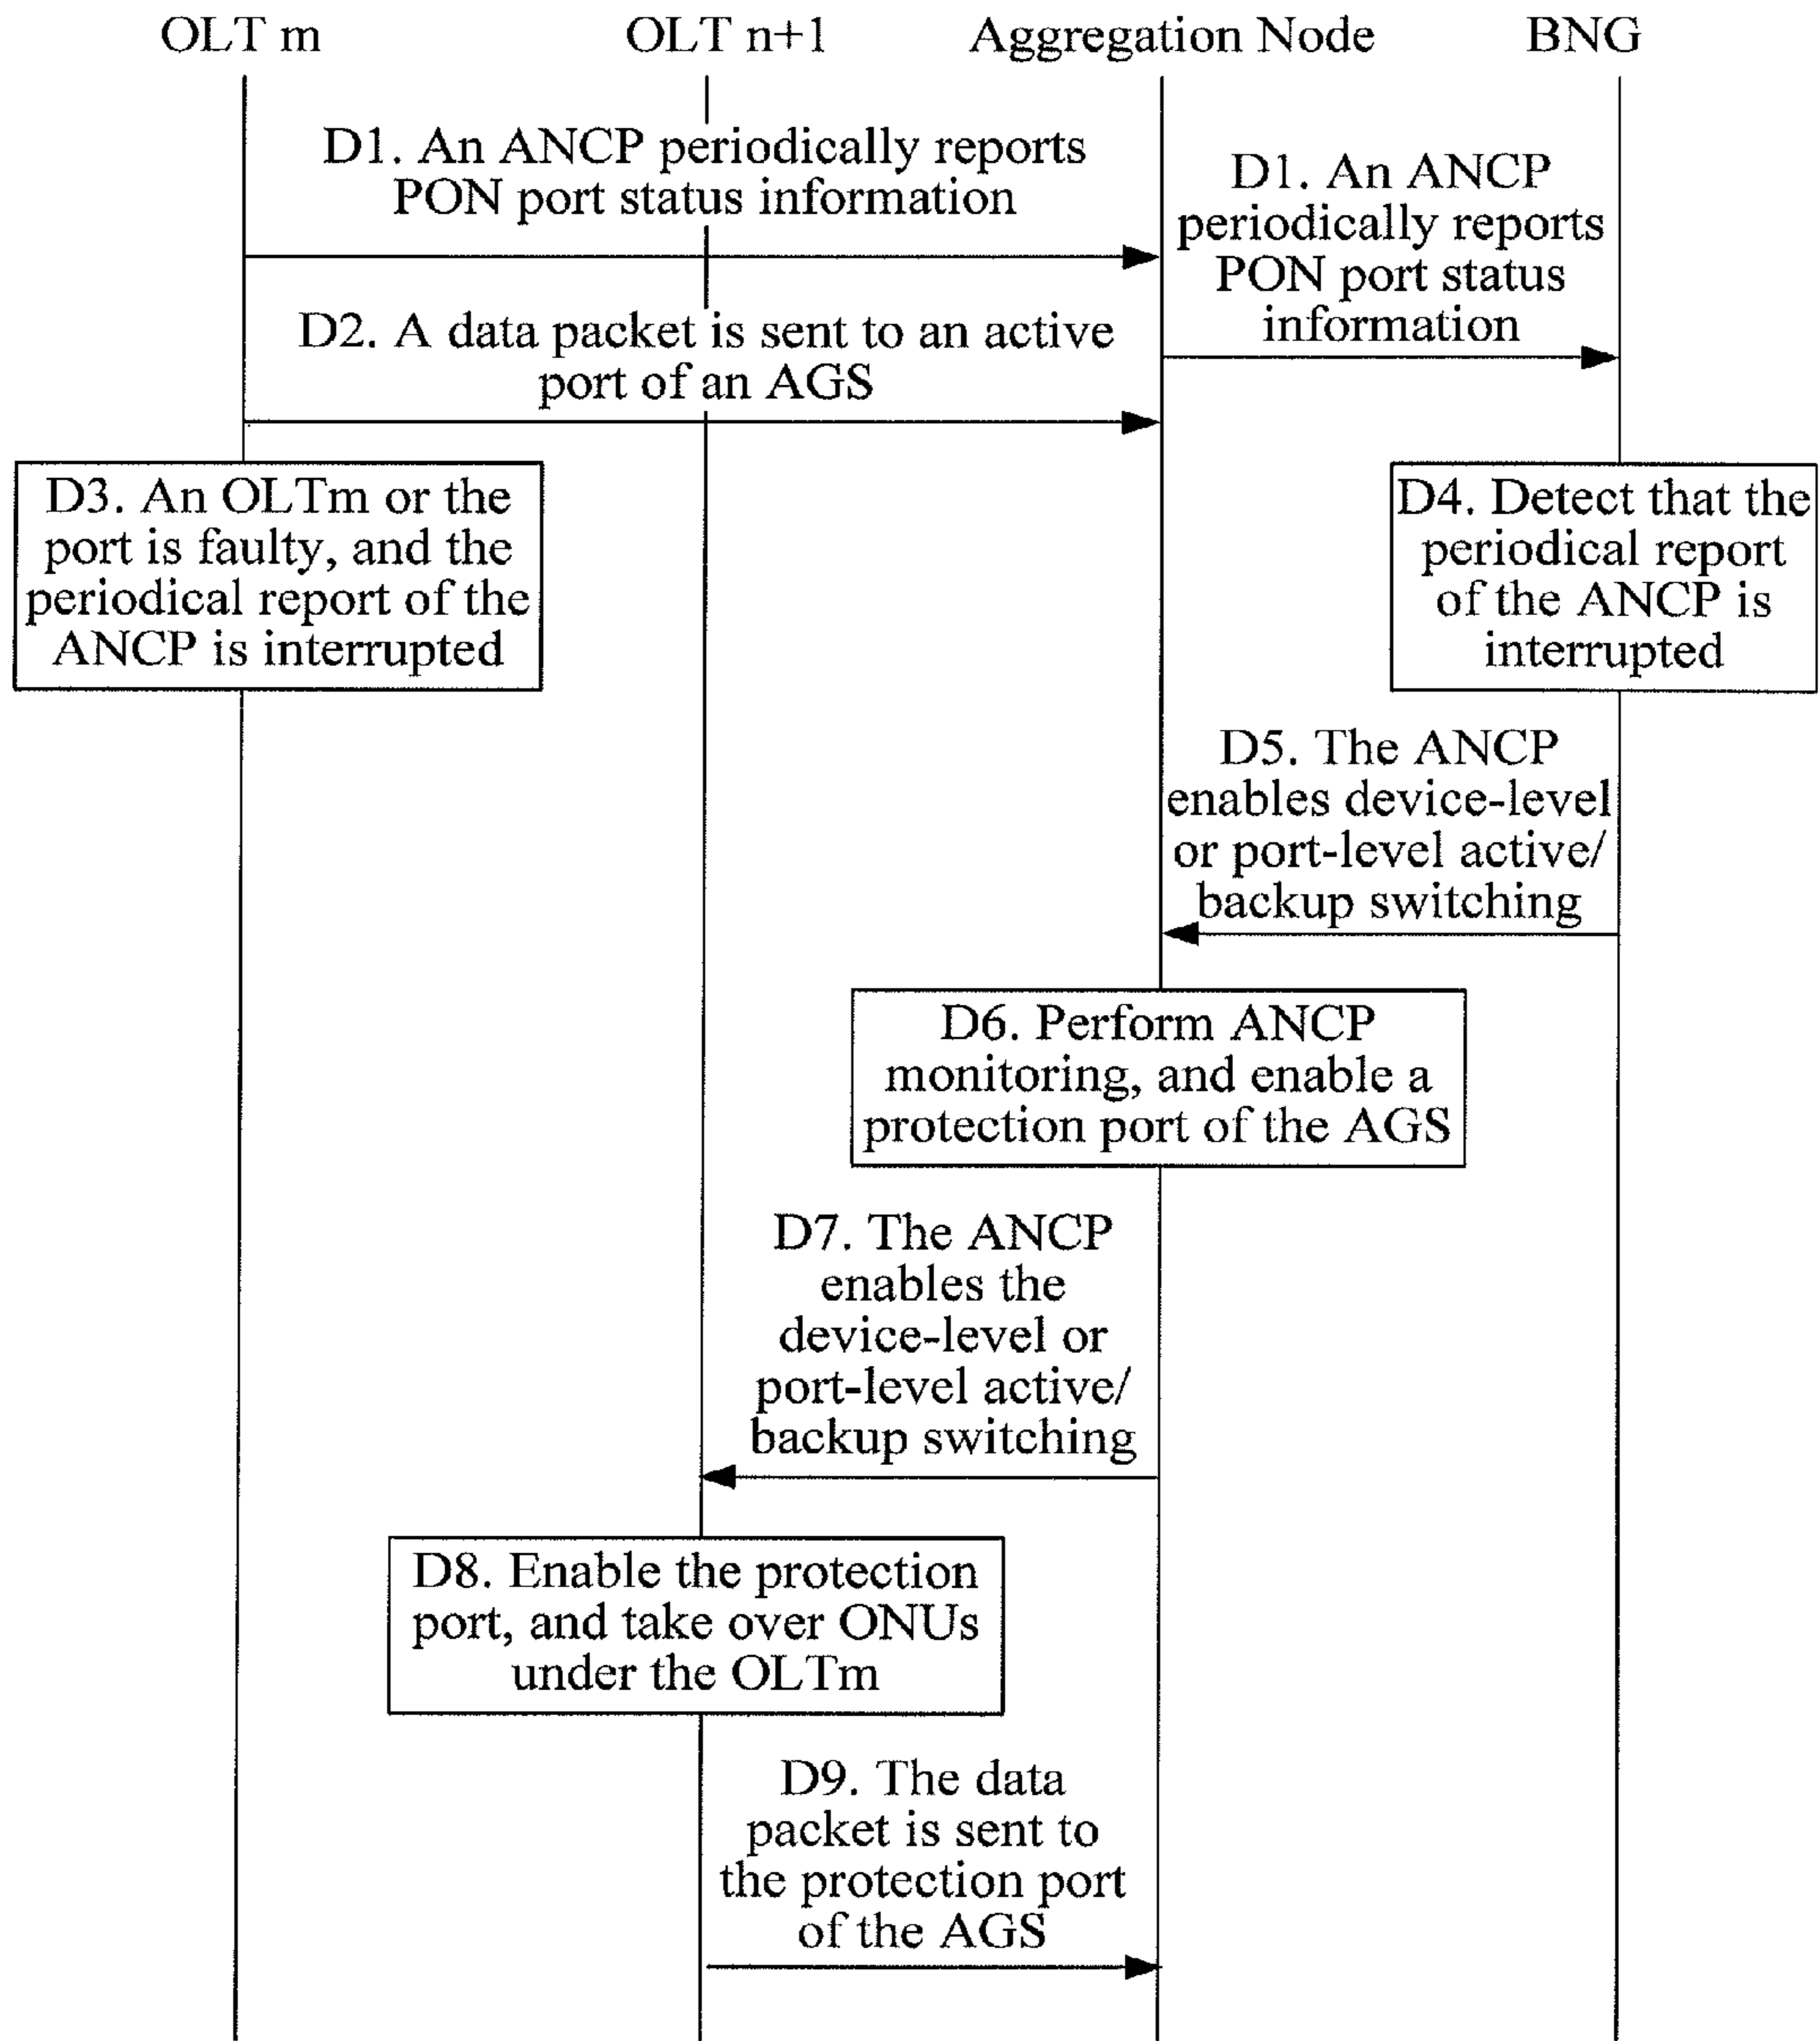 OLT m
OLT n+1
Aggregation Node
BNG
D1. An ANCP periodically reports
PON port status information
D1. An ANCP
periodically reports
PON port status
information
D2. A data packet is sent to an active
port of an AGS
D3. An OLTm or the
port is faulty, and the
periodical report of the
ANCP is interrupted
D4. Detect that the
periodical report
of the ANCP is
interrupted
D5. The ANCP
enables device-level
or port-level active/
backup switching
D6. Perform ANCP
monitoring, and enable a
protection port of the AGS
D7. The ANCP
enables the
device-level or
port-level active/
backup switching
D8. Enable the protection
port, and take over ONUs
under the OLTm
D9. The data
packet is sent to
the protection port
of the AGS